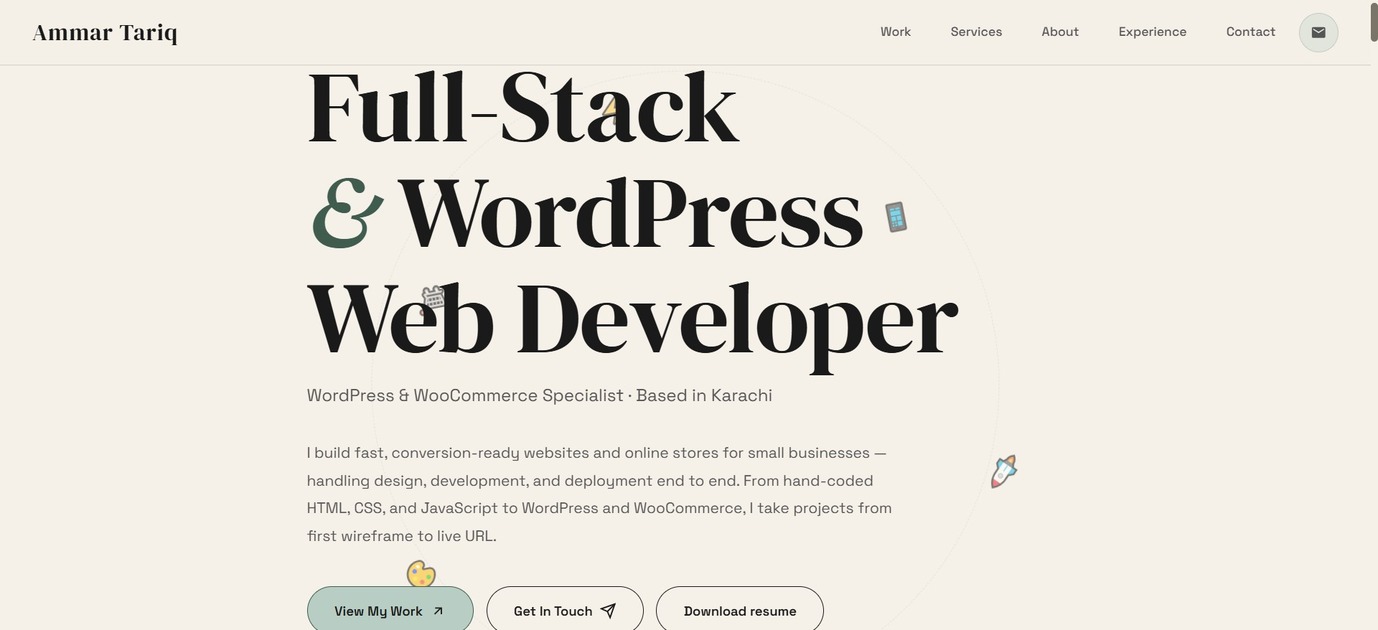 Ammar Tariq
Work Services About Experience Contact
Full-Stack
& WordPress
Web Developer
WordPress & WooCommerce Specialist · Based in Karachi
I build fast, conversion-ready websites and online stores for small businesses —
handling design, development, and deployment end to end. From hand-coded
HTML, CSS, and JavaScript to WordPress and WooCommerce, I take projects from
first wireframe to live URL.
View My Work Get In Touch Download resume